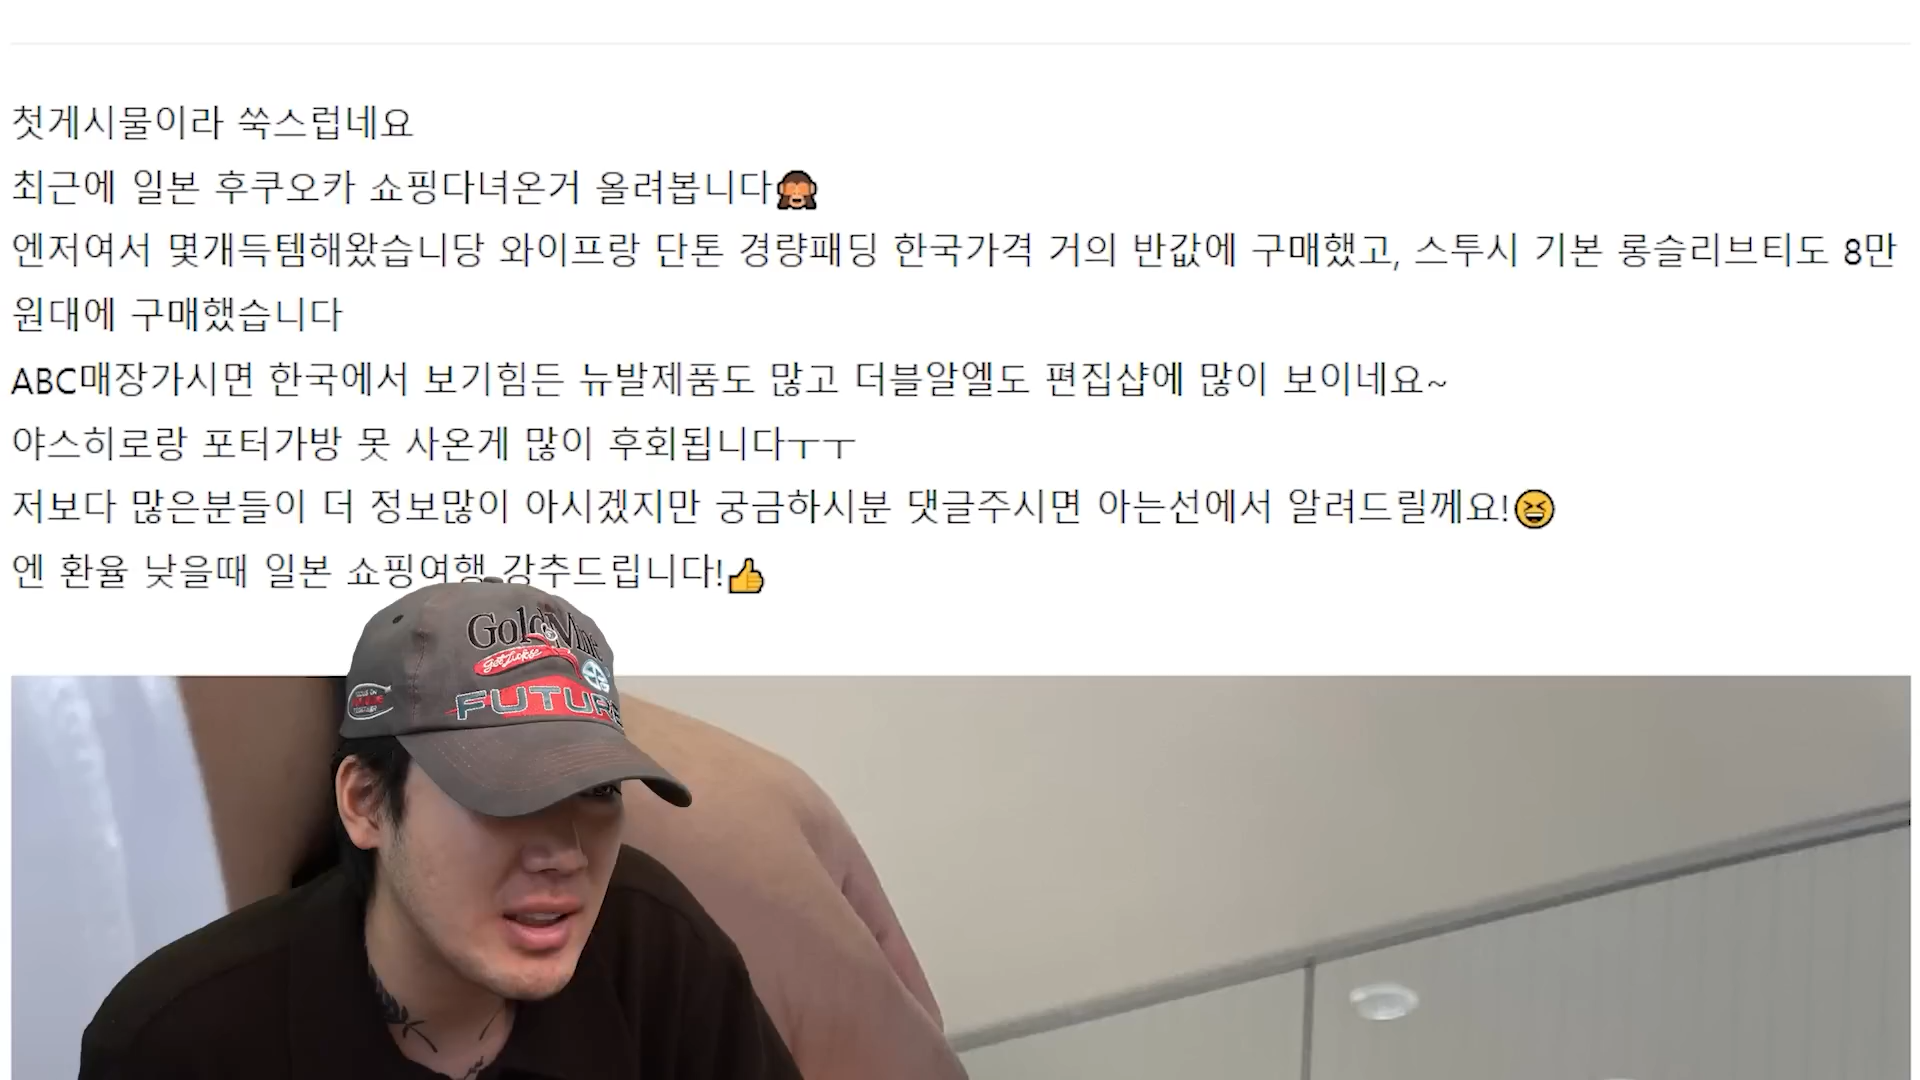 첫게시물이라 쑥스럽네요
최근에 일본 후쿠오카 쇼핑다녀온거 올려봅니다🙈
엔저여서 몇개득템해왔습니당 와이프랑 단톤 경량패딩 한국가격 거의 반값에 구매했고, 스투시 기본 롱슬리브티도 8만
원대에 구매했습니다
ABC매장가시면 한국에서 보기힘든 뉴발제품도 많고 더블알엘도 편집샵에 많이 보이네요~
야스히로랑 포터가방 못 사온게 많이 후회됩니다ㅜㅜ
저보다 많은분들이 더 정보많이 아시겠지만 궁금하시분 댓글주시면 아는선에서 알려드릴께요!😆
엔 환율 낮을때 일본 쇼핑여행 강추드립니다!👍
Gold
FUTURE